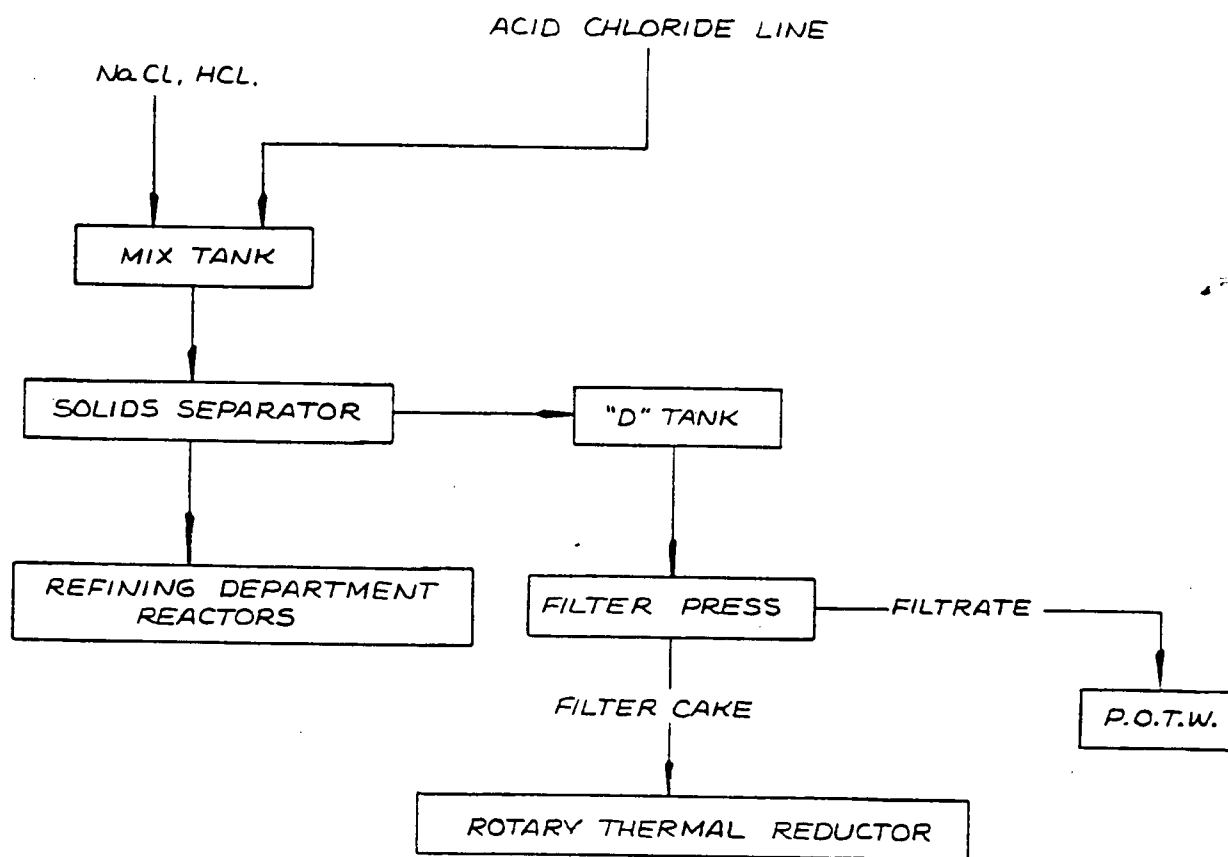 ACID CHLORIDE LINE
NaCl, HCL.
MIX TANK
SOLIDS SEPARATOR
"D" TANK
REFINING DEPARTMENT
REACTORS
FILTER PRESS
FILTRATE
FILTER CAKE
P.O.T.W.
ROTARY THERMAL REDUCTOR